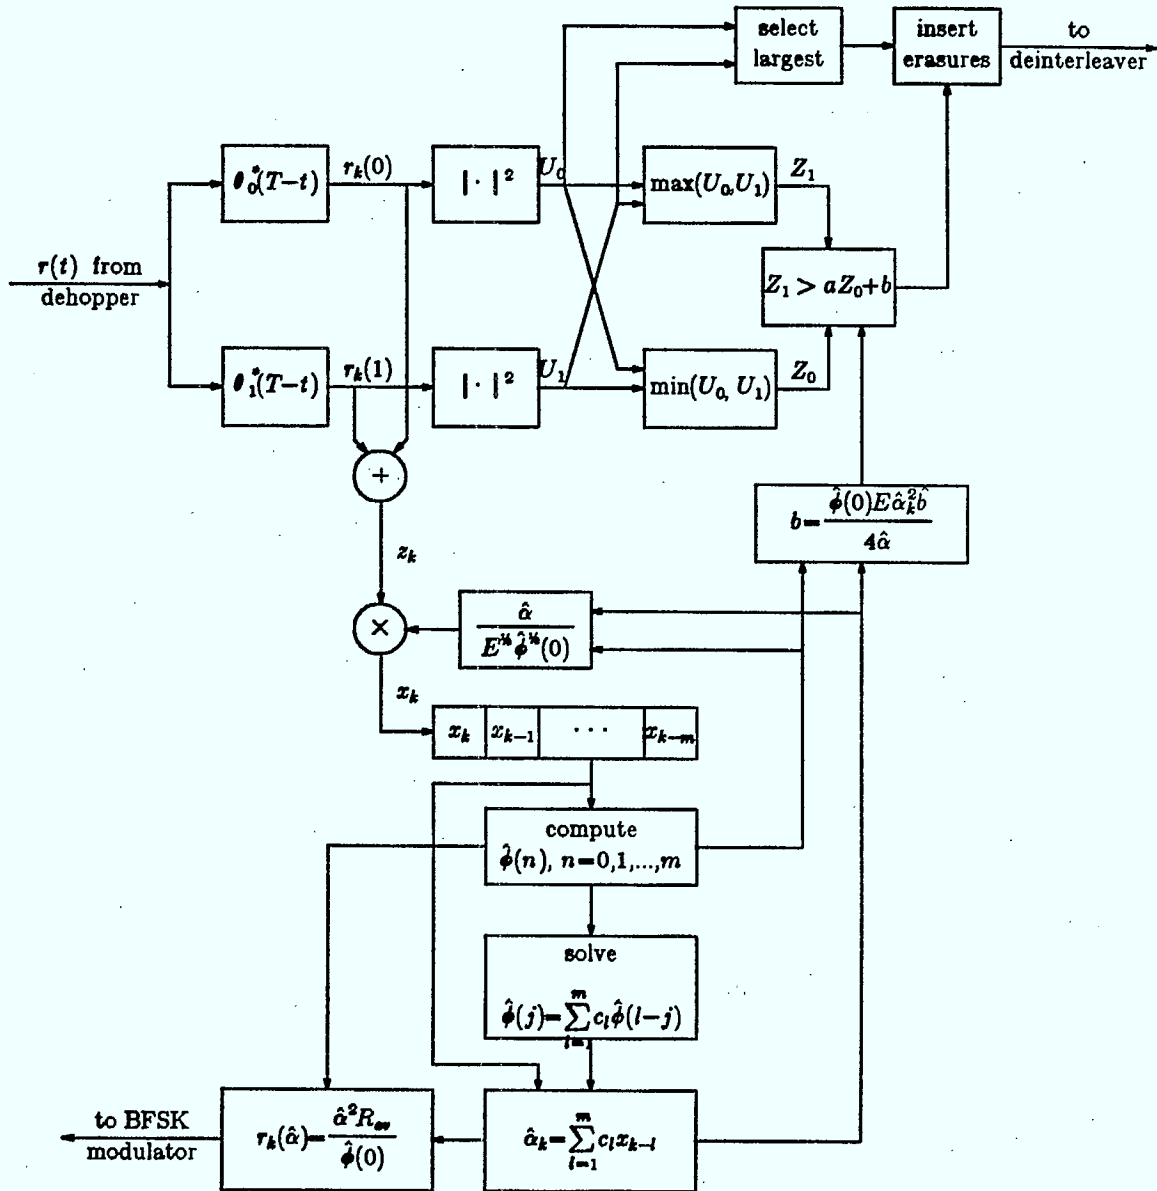 select
largest
insert
erasures
to
deinterleaver
θ₀*(T−t)
r_k(0)
| · |²
U₀
max(U₀,U₁)
Z₁
r(t) from
dehopper
Z₁ > aZ₀+b
θ₁*(T−t)
r_k(1)
| · |²
U₁
min(U₀, U₁)
Z₀
+
b = φ̂(0)Eα̂_k²b̂ / 4α̂
z_k
×
α̂ / E^½ φ̂^½(0)
x_k
x_k x_{k−1} · · · x_{k−m}
compute
φ̂(n), n=0,1,...,m
solve
φ̂(j)=∑_{l=1}^{m} c_l φ̂(l−j)
to BFSK
modulator
r_k(α̂)= α̂²R_av / φ̂(0)
α̂_k=∑_{l=1}^{m} c_l x_{k−l}